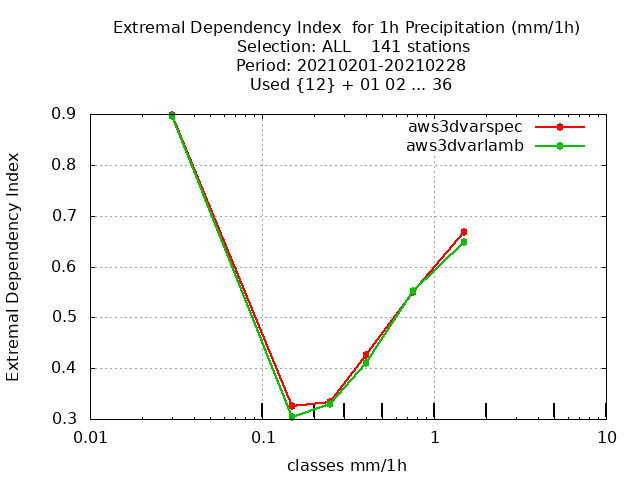 Extremal Dependency Index  for 1h Precipitation (mm/1h)
Selection: ALL    141 stations
Period: 20210201-20210228
Used {12} + 01 02 ... 36
aws3dvarspec
aws3dvarlamb
0.9
0.8
0.7
0.6
0.5
0.4
0.3
Extremal Dependency Index
0.01 0.1 1 10
classes mm/1h